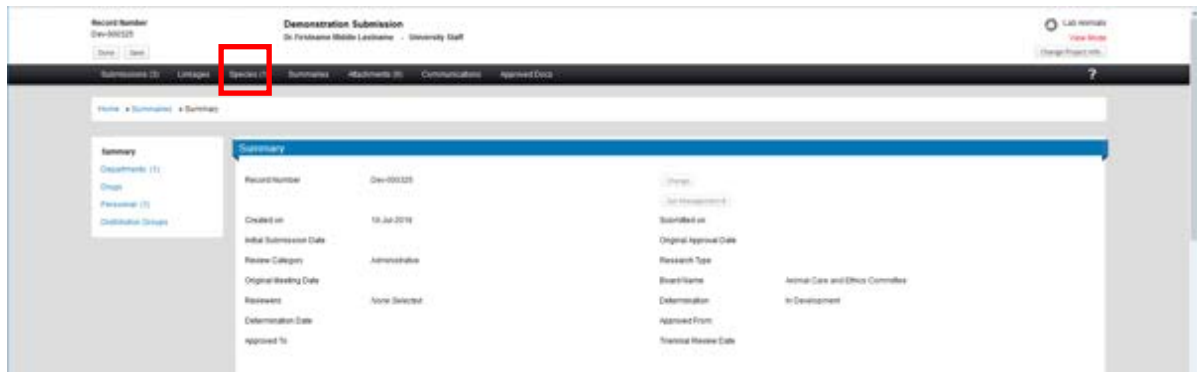 Record Number
Dev-000325
Demonstration Submission
Dr. Firstname Middle Lastname - University Staff
Lab Animals
View Mode
Done Save
Change Project Info.
Submissions (3) Linkages Species (1) Summaries Attachments (0) Communications Approved Docs ?
Home Summaries Summary
Summary
Departments (1)
Drugs
Personnel (1)
Distribution Groups
Summary
Record Number Dev-000325 Change
Created on 10-Jul-2019 Submitted on
Initial Submission Date Original Approval Date
Review Category Administrative Research Type
Original Meeting Date Board Name Animal Care and Ethics Committee
Reviewers None Selected Determination In Development
Determination Date Approved From
Approved To Triennial Review Date